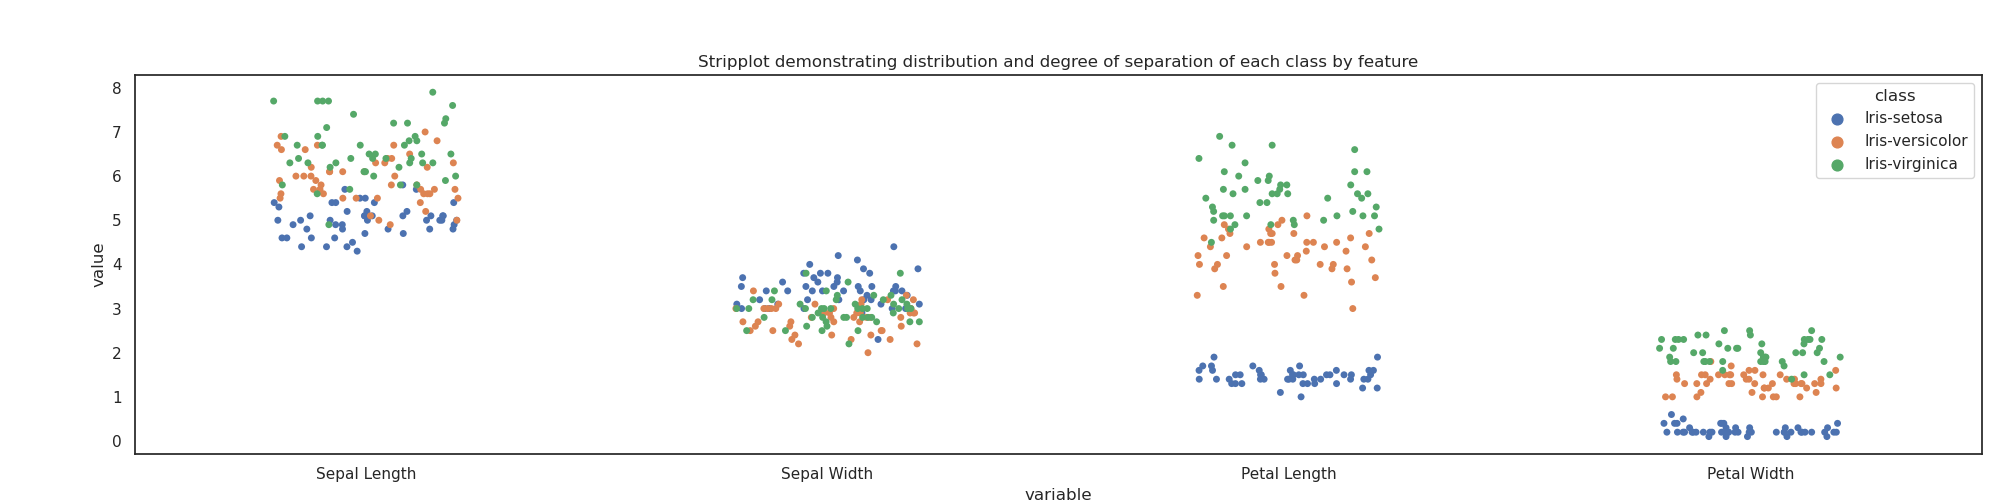 Stripplot demonstrating distribution and degree of separation of each class by feature
value
8
7
6
5
4
3
2
1
0
class
Iris-setosa
Iris-versicolor
Iris-virginica
Sepal Length
Sepal Width
Petal Length
Petal Width
variable